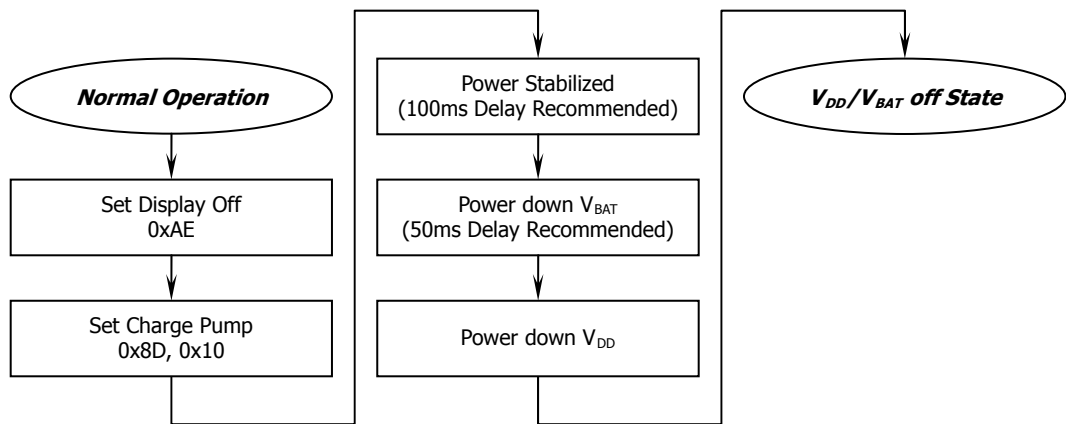 Normal Operation
Set Display Off
0xAE
Set Charge Pump
0x8D, 0x10
Power Stabilized
(100ms Delay Recommended)
Power down VBAT
(50ms Delay Recommended)
Power down VDD
VDD/VBAT off State